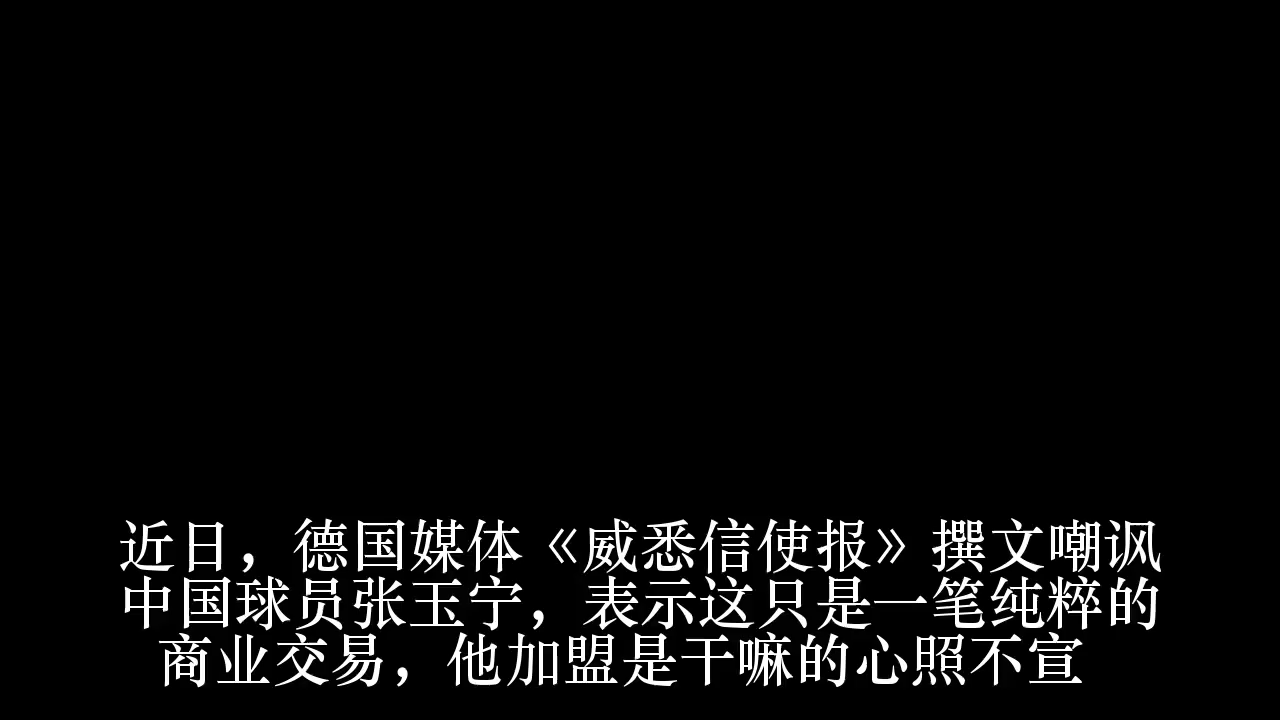 近日，德国媒体《威悉信使报》撰文嘲讽
中国球员张玉宁，表示这只是一笔纯粹的
商业交易，他加盟是干嘛的心照不宣